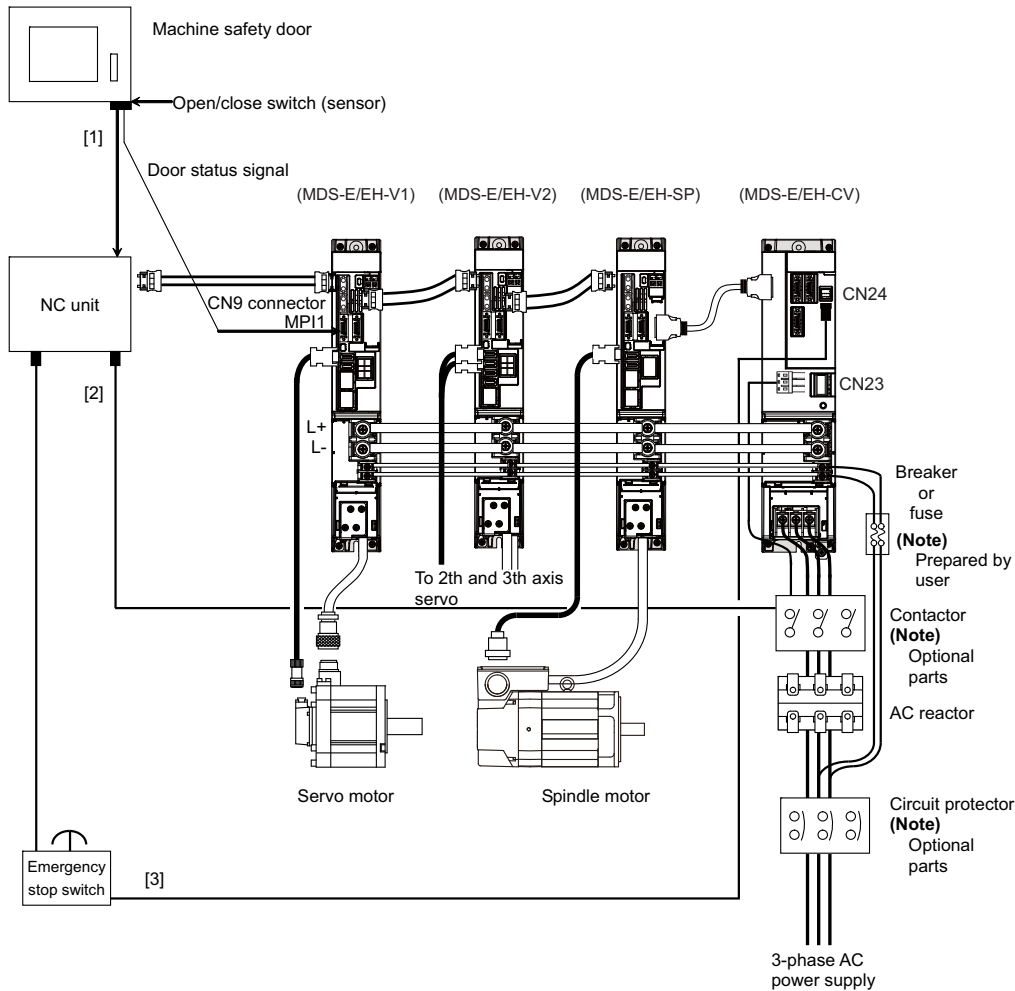 Machine safety door
Open/close switch (sensor)
[1]
Door status signal
(MDS-E/EH-V1)
(MDS-E/EH-V2)
(MDS-E/EH-SP)
(MDS-E/EH-CV)
NC unit
CN9 connector
MPI1
CN24
[2]
CN23
L+
L-
Breaker
or
fuse
(Note)
Prepared by
user
To 2th and 3th axis
servo
Contactor
(Note)
Optional
parts
AC reactor
Servo motor
Spindle motor
Circuit protector
(Note)
Optional
parts
Emergency
stop switch
[3]
3-phase AC
power supply